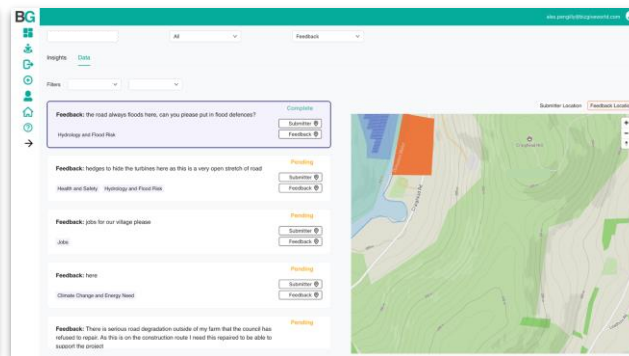 BG
All
Feedback
Insights Data
Filters
Feedback: the road always floods here, can you please put in flood defences?
Complete
Submitter
Feedback
Hydrology and Flood Risk
Feedback: hedges to hide the turbines here as this is a very open stretch of road
Pending
Submitter
Feedback
Health and Safety Hydrology and Flood Risk
Feedback: jobs for our village please
Pending
Submitter
Feedback
Jobs
Feedback: here
Pending
Submitter
Feedback
Climate Change and Energy Need
Feedback: There is serious road degradation outside of my farm that the council has
refused to repair. As this is on the construction route I need this repaired to be able to
support the project
Pending
Submitter Location Feedback Locatio